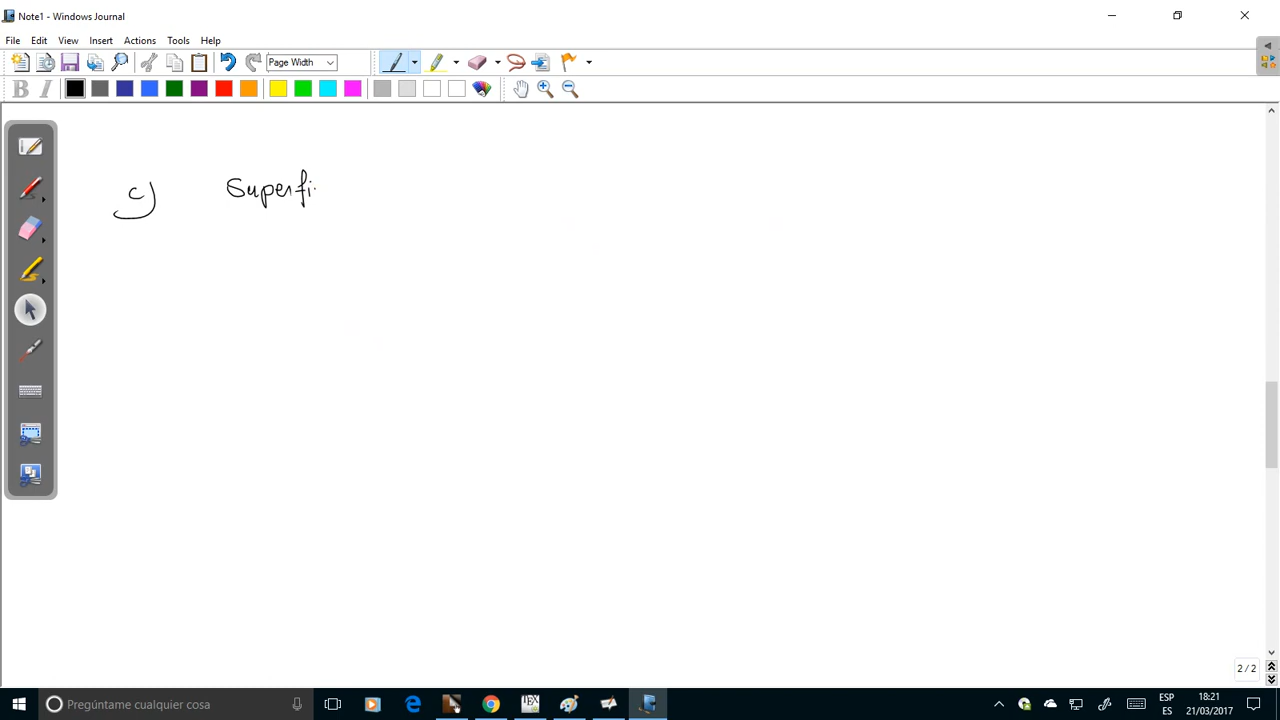 Note1 - Windows Journal
File Edit View Insert Actions Tools Help
Page Width
B I
c) Superfi
2 / 2
Pregúntame cualquier cosa
TEX
ESP
ES
18:21
21/03/2017